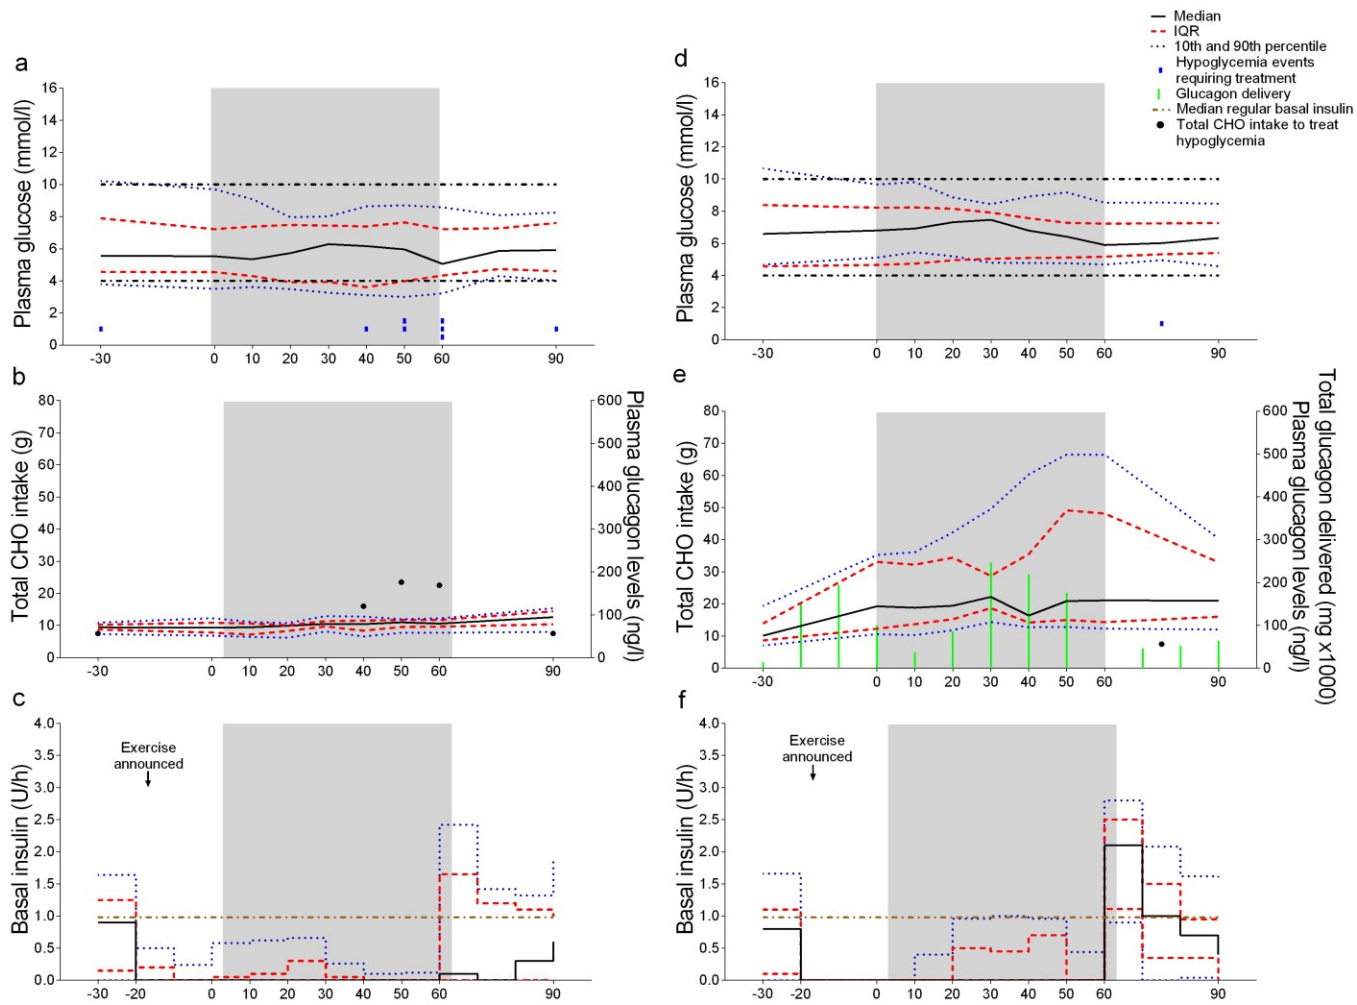 Median
IQR
10th and 90th percentile
Hypoglycemia events
requiring treatment
Glucagon delivery
Median regular basal insulin
Total CHO intake to treat
hypoglycemia
a
Plasma glucose (mmol/l)
16
14
12
10
8
6
4
2
0
-30 0 10 20 30 40 50 60 90
d
Plasma glucose (mmol/l)
16
14
12
10
8
6
4
2
0
-30 0 10 20 30 40 50 60 90
b
Total CHO intake (g)
80
70
60
50
40
30
20
10
0
600
500
400
300
200
100
0
Plasma glucagon levels (ng/l)
-30 0 10 20 30 40 50 60 90
e
Total CHO intake (g)
80
70
60
50
40
30
20
10
0
600
500
400
300
200
100
0
Total glucagon delivered (mg x1000)
Plasma glucagon levels (ng/l)
-30 0 10 20 30 40 50 60 90
c
Basal insulin (U/h)
4.0
3.5
3.0
2.5
2.0
1.5
1.0
0.5
0.0
Exercise
announced
-30 -20 0 10 20 30 40 50 60 90
f
Basal insulin (U/h)
4.0
3.5
3.0
2.5
2.0
1.5
1.0
0.5
0.0
Exercise
announced
-30 -20 0 10 20 30 40 50 60 90